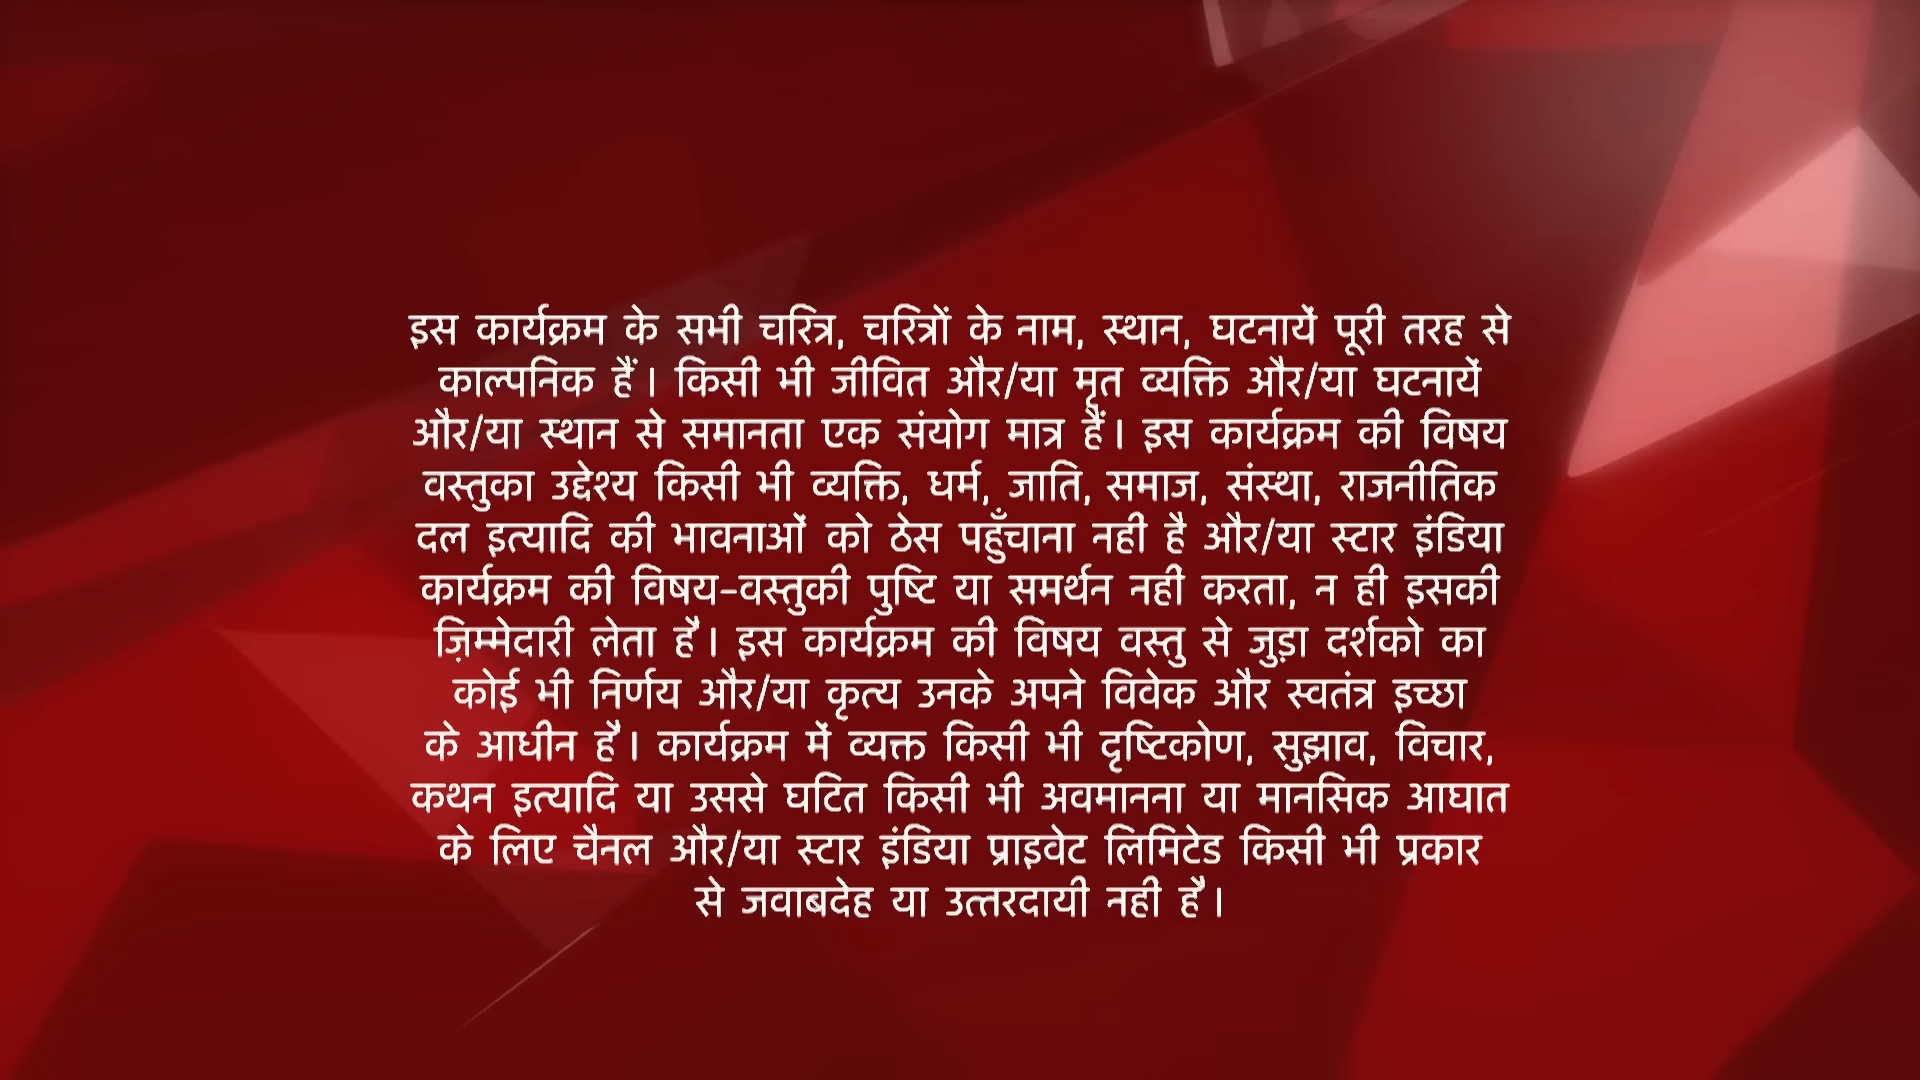 इस कार्यक्रम के सभी चरित्र, चरित्रों के नाम, स्थान, घटनायें पूरी तरह से
काल्पनिक हैं। किसी भी जीवित और/या मृत व्यक्ति और/या घटनायें
और/या स्थान से समानता एक संयोग मात्र हैं। इस कार्यक्रम की विषय
वस्तुका उद्देश्य किसी भी व्यक्ति, धर्म, जाति, समाज, संस्था, राजनीतिक
दल इत्यादि की भावनाओं को ठेस पहुँचाना नही है और/या स्टार इंडिया
कार्यक्रम की विषय-वस्तुकी पुष्टि या समर्थन नहीं करता, न ही इसकी
ज़िम्मेदारी लेता है। इस कार्यक्रम की विषय वस्तु से जुड़ा दर्शको का
कोई भी निर्णय और/या कृत्य उनके अपने विवेक और स्वतंत्र इच्छा
के आधीन है। कार्यक्रम में व्यक्त किसी भी दृष्टिकोण, सुझाव, विचार,
कथन इत्यादि या उससे घटित किसी भी अवमानना या मानसिक आघात
के लिए चैनल और/या स्टार इंडिया प्राइवेट लिमिटेड किसी भी प्रकार
से जवाबदेह या उत्तरदायी नही है।